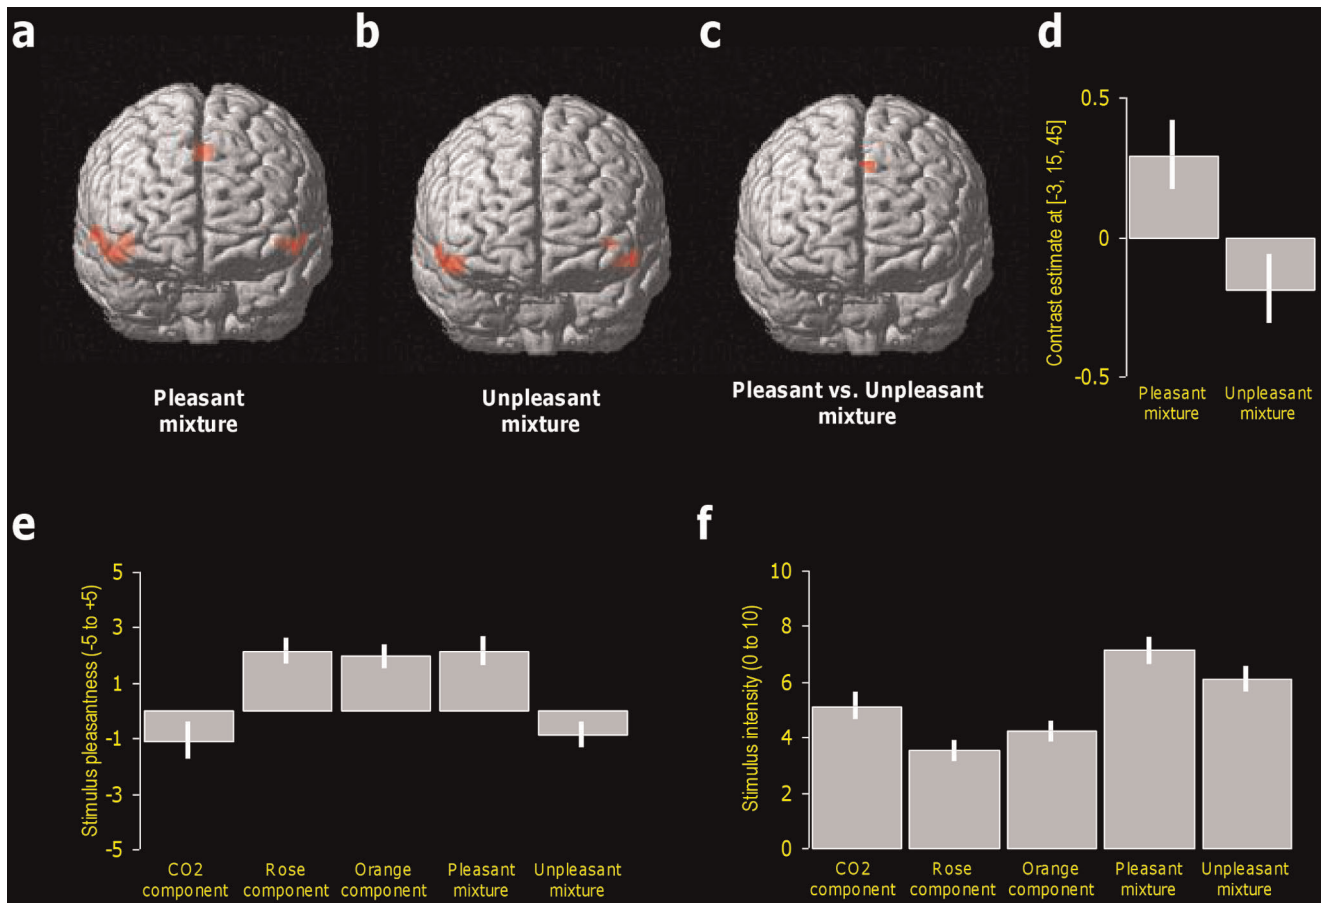 a
b
c
d
Pleasant
mixture
Unpleasant
mixture
Pleasant vs. Unpleasant
mixture
Contrast estimate at [-3, 15, 45]
0.5
0
-0.5
Pleasant
mixture
Unpleasant
mixture
e
Stimulus pleasantness (-5 to +5)
5
3
1
-1
-3
-5
CO2
component
Rose
component
Orange
component
Pleasant
mixture
Unpleasant
mixture
f
Stimulus intensity (0 to 10)
10
8
6
4
2
0
CO2
component
Rose
component
Orange
component
Pleasant
mixture
Unpleasant
mixture